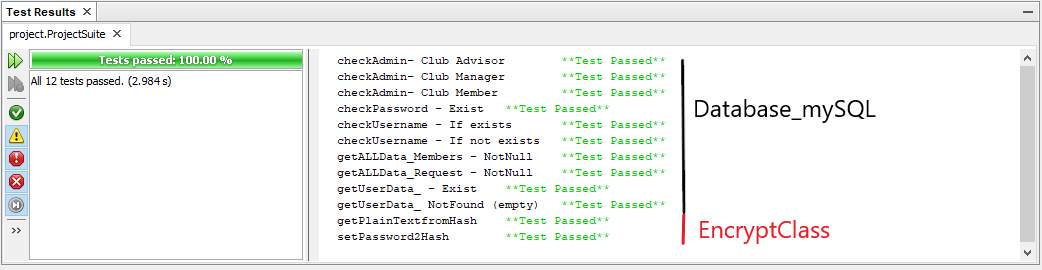 Test Results
project.ProjectSuite
Tests passed: 100.00 %
All 12 tests passed. (2.984 s)
checkAdmin- Club Advisor **Test Passed**
checkAdmin- Club Manager **Test Passed**
checkAdmin- Club Member **Test Passed**
checkPassword - Exist **Test Passed**
checkUsername - If exists **Test Passed**
checkUsername - If not exists **Test Passed**
getALLData_Members - NotNull **Test Passed**
getALLData_Request - NotNull **Test Passed**
getUserData_ - Exist **Test Passed**
getUserData_ NotFound (empty) **Test Passed**
getPlainTextfromHash **Test Passed**
setPassword2Hash **Test Passed**
Database_mySQL
EncryptClass